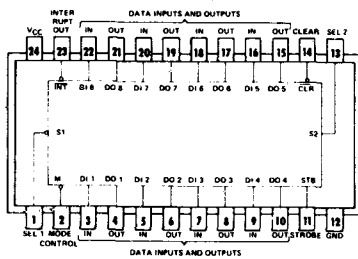 DATA INPUTS AND OUTPUTS
VCC INTER RUPT OUT IN OUT IN OUT IN OUT IN OUT CLEAR SEL 2
24 23 22 21 20 19 18 17 16 15 14 13
INT DI 8 DO 8 DI 7 DO 7 DI 6 DO 6 DI 5 DO 5 CLR
S1 S2
M DI 1 DO 1 DI 2 DO 2 DI 3 DO 3 DI 4 DO 4 STB
1 2 3 4 5 6 7 8 9 10 11 12
SEL 1 MODE CONTROL IN OUT IN OUT IN OUT IN OUT STROBE GND
DATA INPUTS AND OUTPUTS